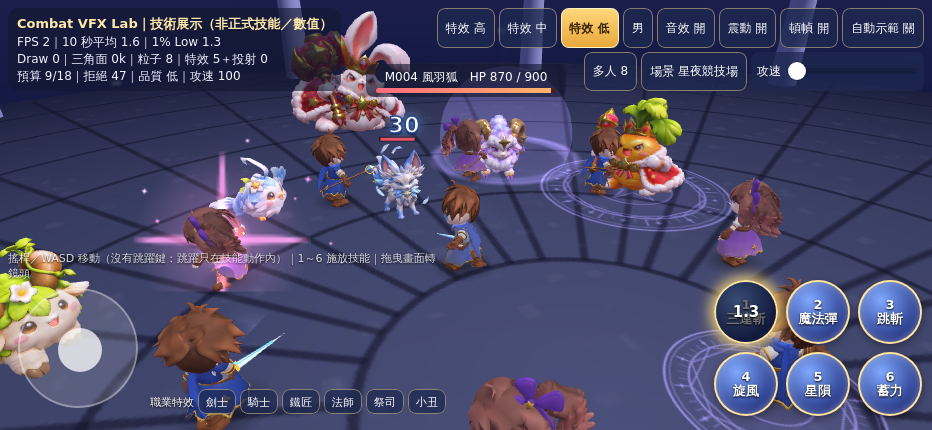 Combat VFX Lab｜技術展示（非正式技能／數值）
FPS 2｜10 秒平均 1.6｜1% Low 1.3
Draw 0｜三角面 0k｜粒子 8｜特效 5＋投射 0
預算 9/18｜拒絕 47｜品質 低｜攻速 100
特效 高
特效 中
特效 低
男
音效 開
震動 開
頓幀 開
自動示範 關
多人 8
場景 星夜競技場
攻速
M004 風羽狐 HP 870 / 900
30
搖桿／WASD 移動（沒有跳躍鍵；跳躍只在技能動作內）｜1～6 施放技能｜拖曳畫面轉
鏡頭
1
1.3
三連斬
2
魔法彈
3
跳斬
4
旋風
5
星隕
6
蓄力
職業特效
劍士
騎士
鐵匠
法師
祭司
小丑